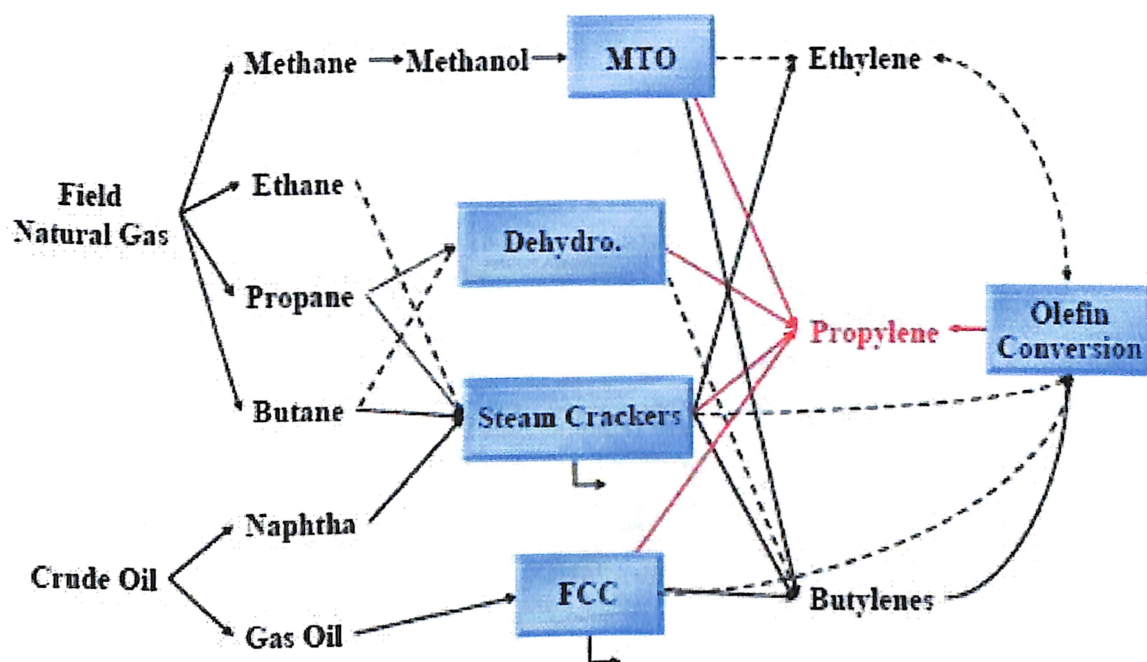 Methane
Methanol
MTO
Ethylene
Ethane
Field
Natural Gas
Dehydro.
Propane
Propylene
Olefin
Conversion
Butane
Steam Crackers
Naphtha
Crude Oil
FCC
Butylenes
Gas Oil